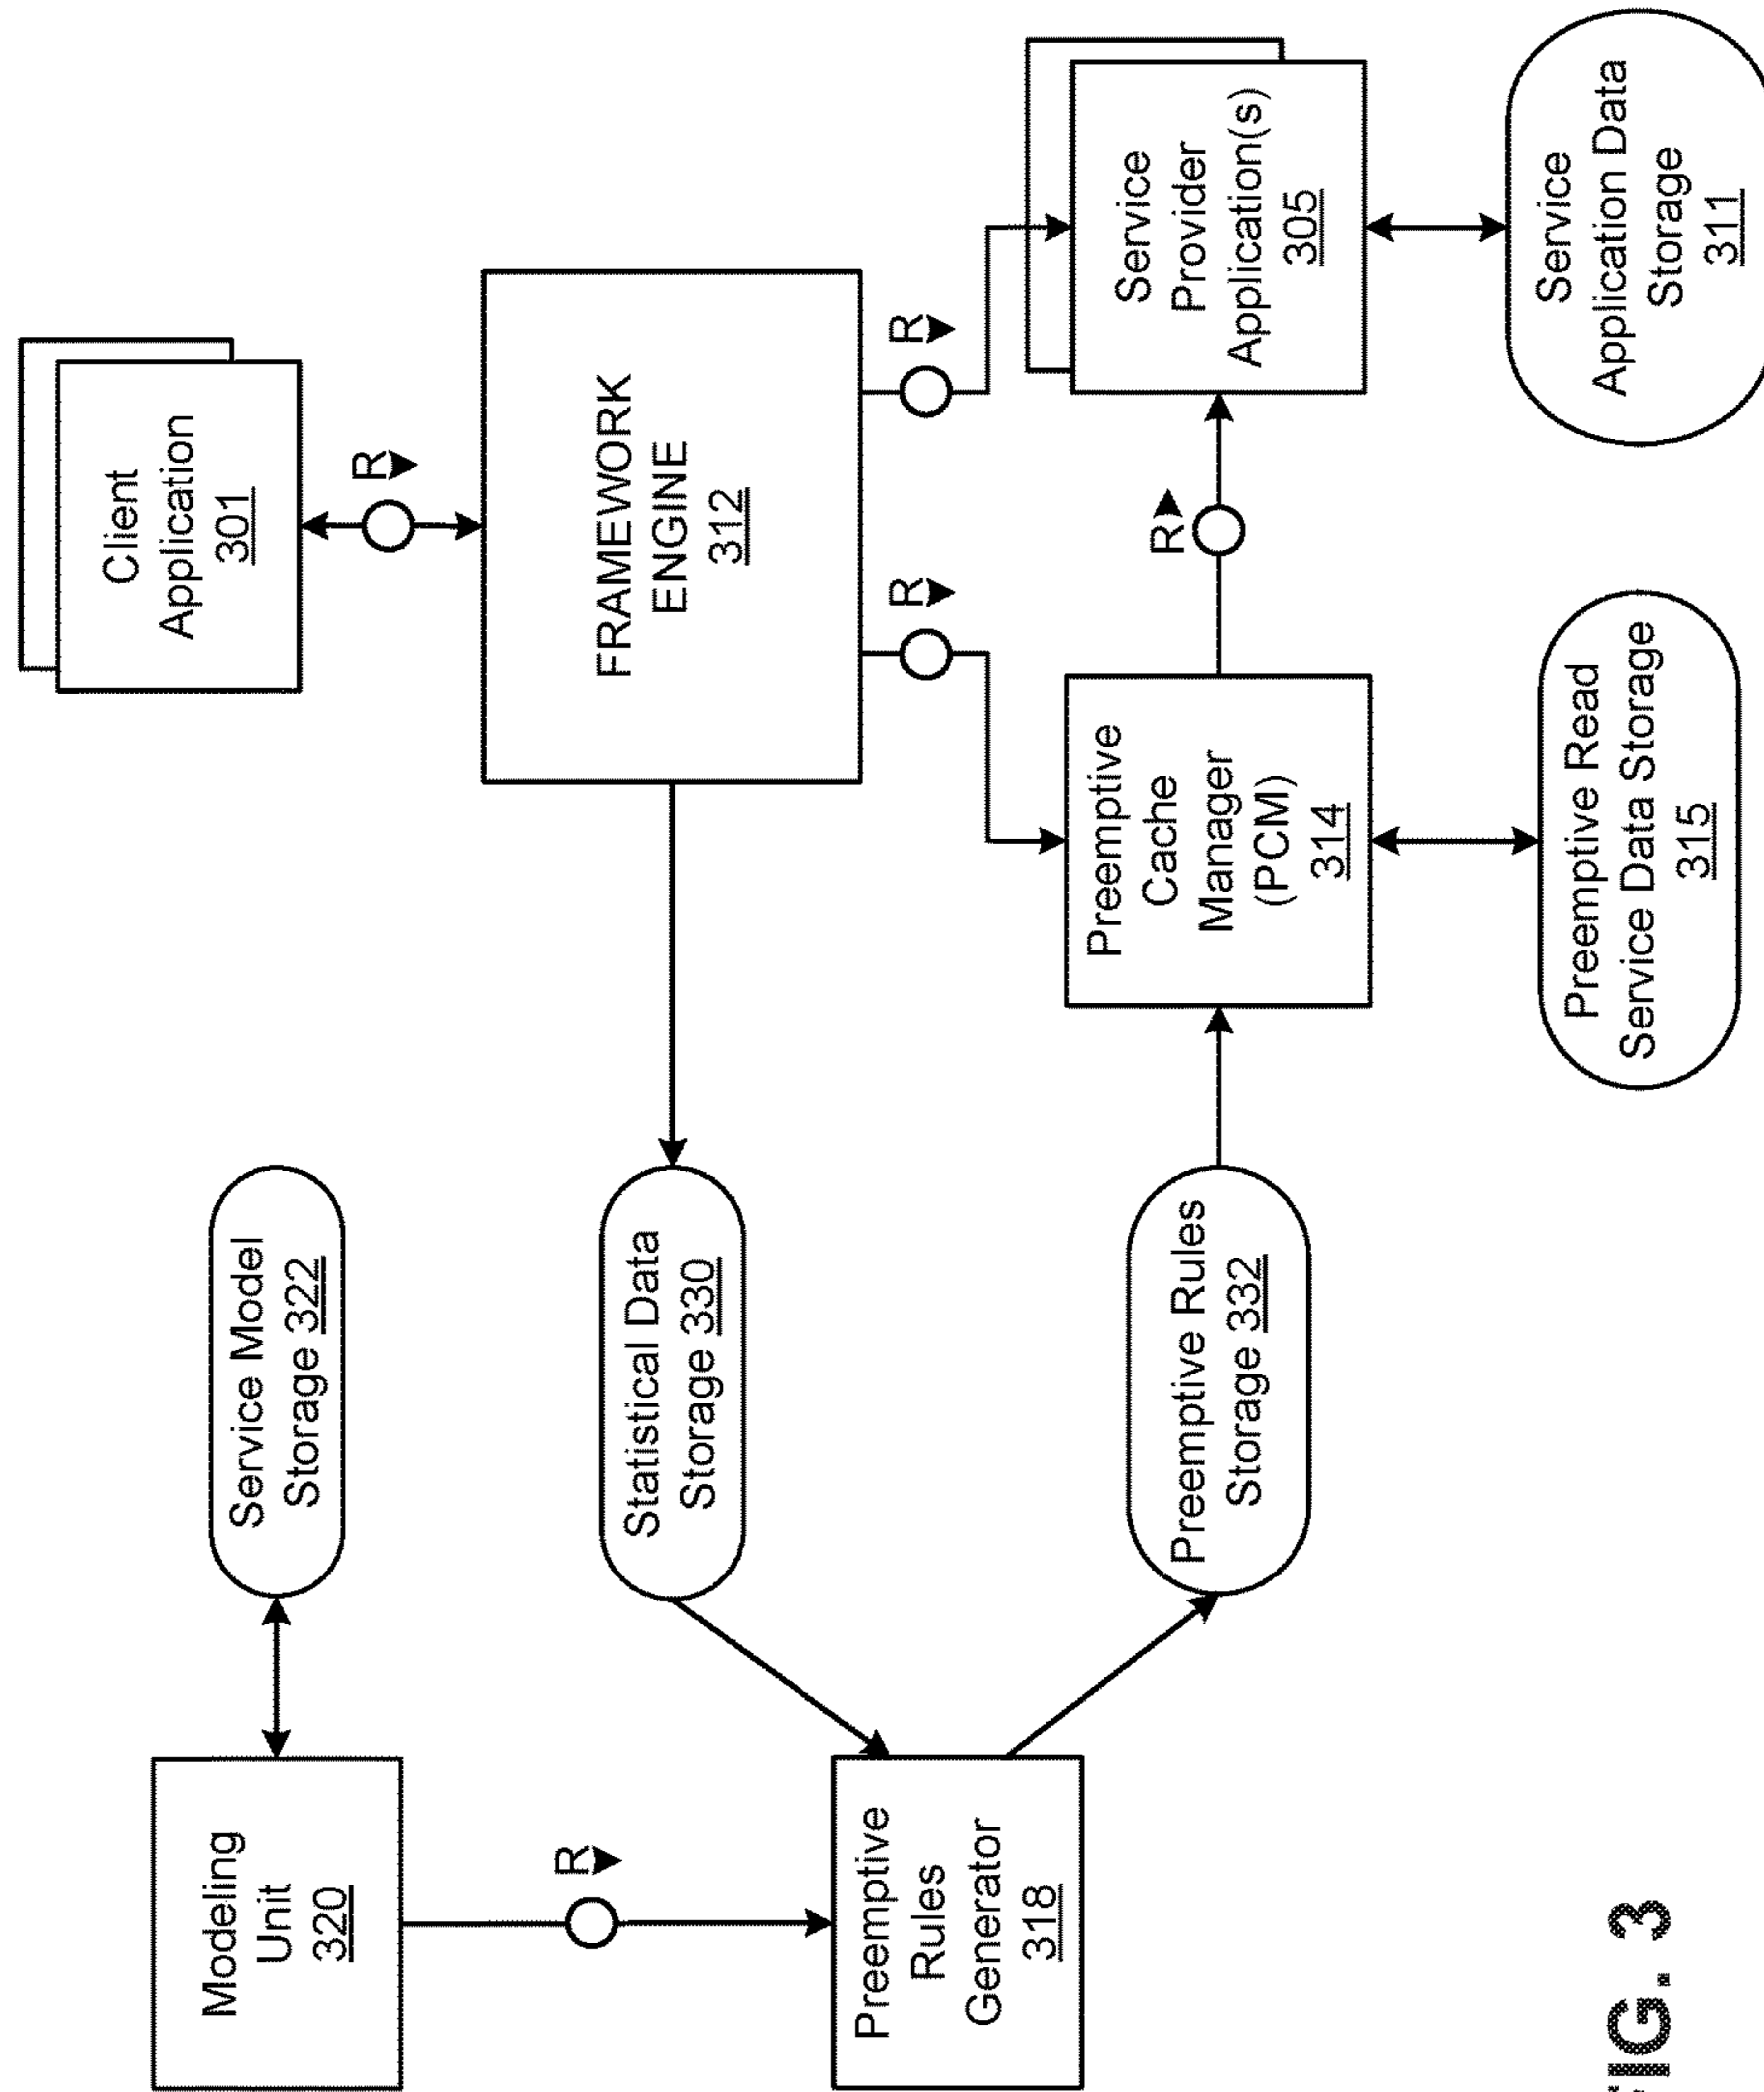 Modeling
Unit
320
Service Model
Storage 322
Client
Application
301
R
R
FRAMEWORK
ENGINE
312
Statistical Data
Storage 330
R
R
Preemptive
Rules
Generator
318
Preemptive Rules
Storage 332
Preemptive
Cache
Manager
(PCM)
314
R
Service
Provider
Application(s)
305
Preemptive Read
Service Data Storage
315
Service
Application Data
Storage
311
FIG. 3